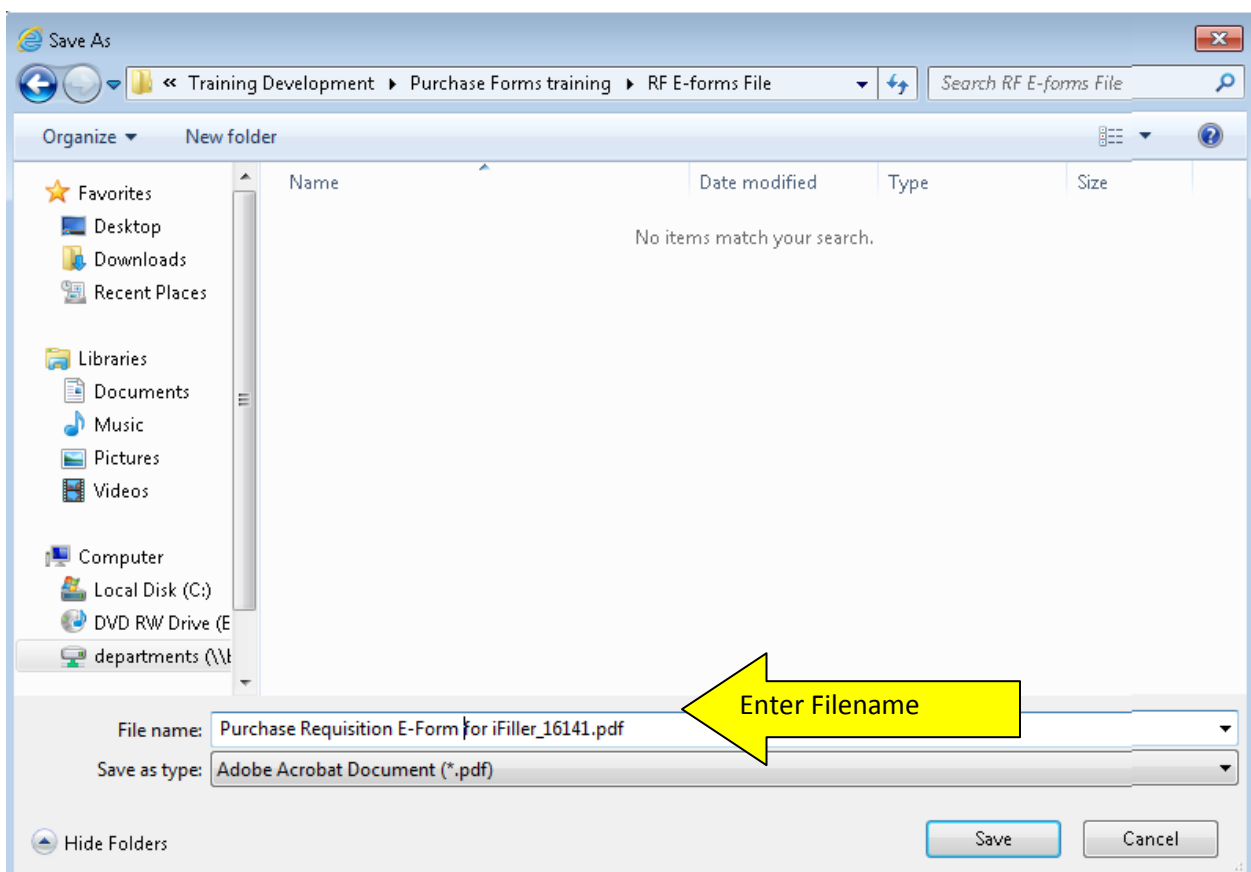 Save As
« Training Development ▸ Purchase Forms training ▸ RF E-forms File
Search RF E-forms File
Organize
New folder
Favorites
Desktop
Downloads
Recent Places
Libraries
Documents
Music
Pictures
Videos
Computer
Local Disk (C:)
DVD RW Drive (E
departments (\\
Name
Date modified
Type
Size
No items match your search.
Enter Filename
File name: Purchase Requisition E-Form for iFiller_16141.pdf
Save as type: Adobe Acrobat Document (*.pdf)
Hide Folders
Save
Cancel